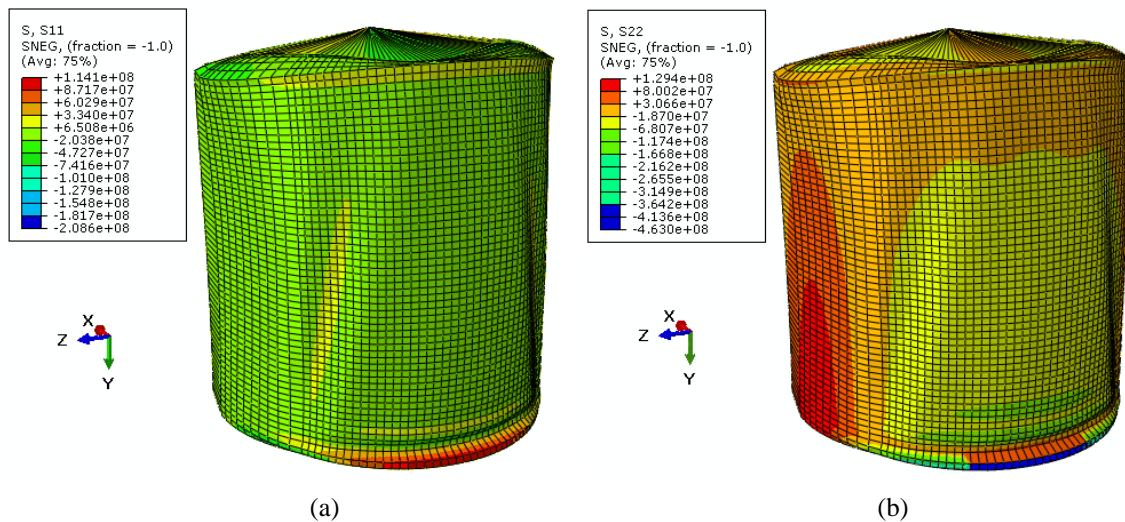 S, S11
SNEG, (fraction = -1.0)
(Avg: 75%)
+1.141e+08
+8.717e+07
+6.029e+07
+3.340e+07
+6.508e+06
-2.038e+07
-4.727e+07
-7.416e+07
-1.010e+08
-1.279e+08
-1.548e+08
-1.817e+08
-2.086e+08
X
Z
Y
(a)
S, S22
SNEG, (fraction = -1.0)
(Avg: 75%)
+1.294e+08
+8.002e+07
+3.066e+07
-1.870e+07
-6.807e+07
-1.174e+08
-1.668e+08
-2.162e+08
-2.655e+08
-3.149e+08
-3.642e+08
-4.136e+08
-4.630e+08
X
Z
Y
(b)